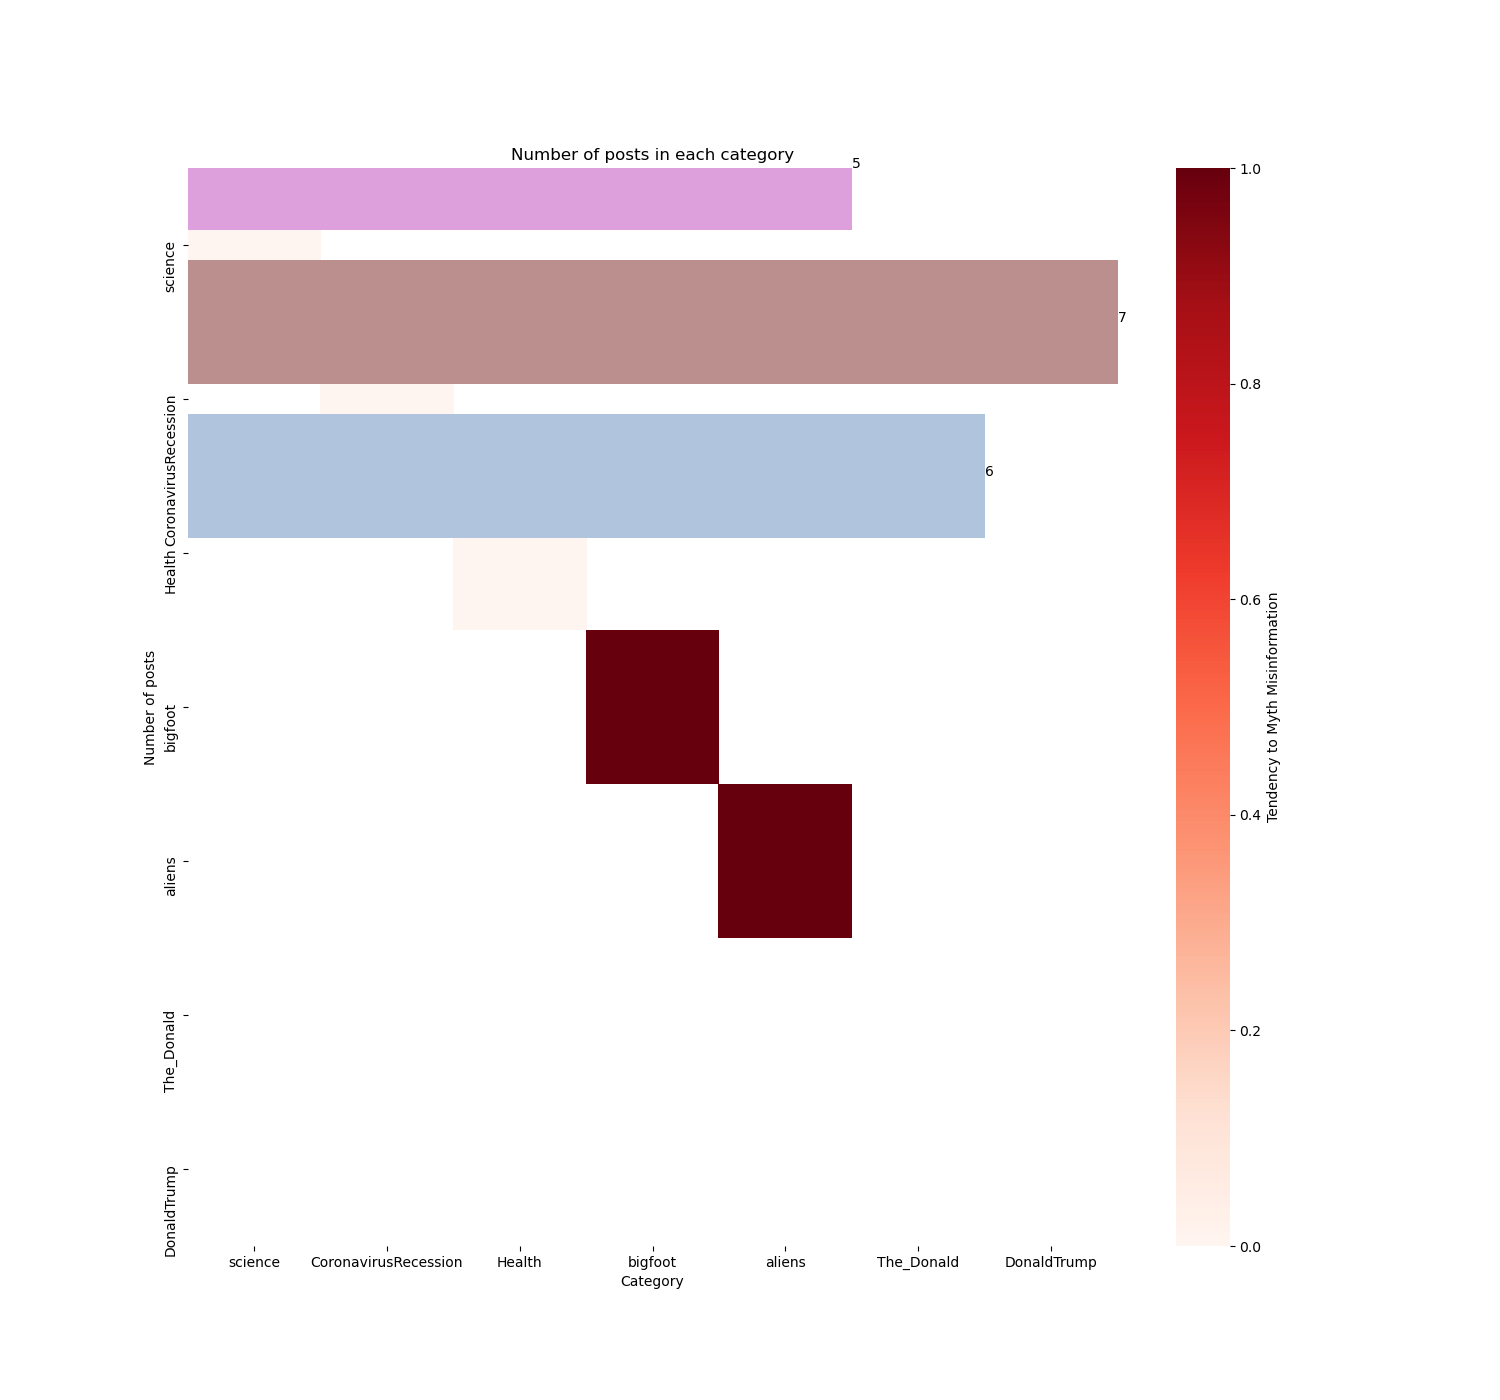 Number of posts in each category
5
7
6
science
CoronavirusRecession
Health
bigfoot
aliens
The_Donald
DonaldTrump
Number of posts
science
CoronavirusRecession
Health
bigfoot
aliens
The_Donald
DonaldTrump
Category
1.0
0.8
0.6
0.4
0.2
0.0
Tendency to Myth Misinformation